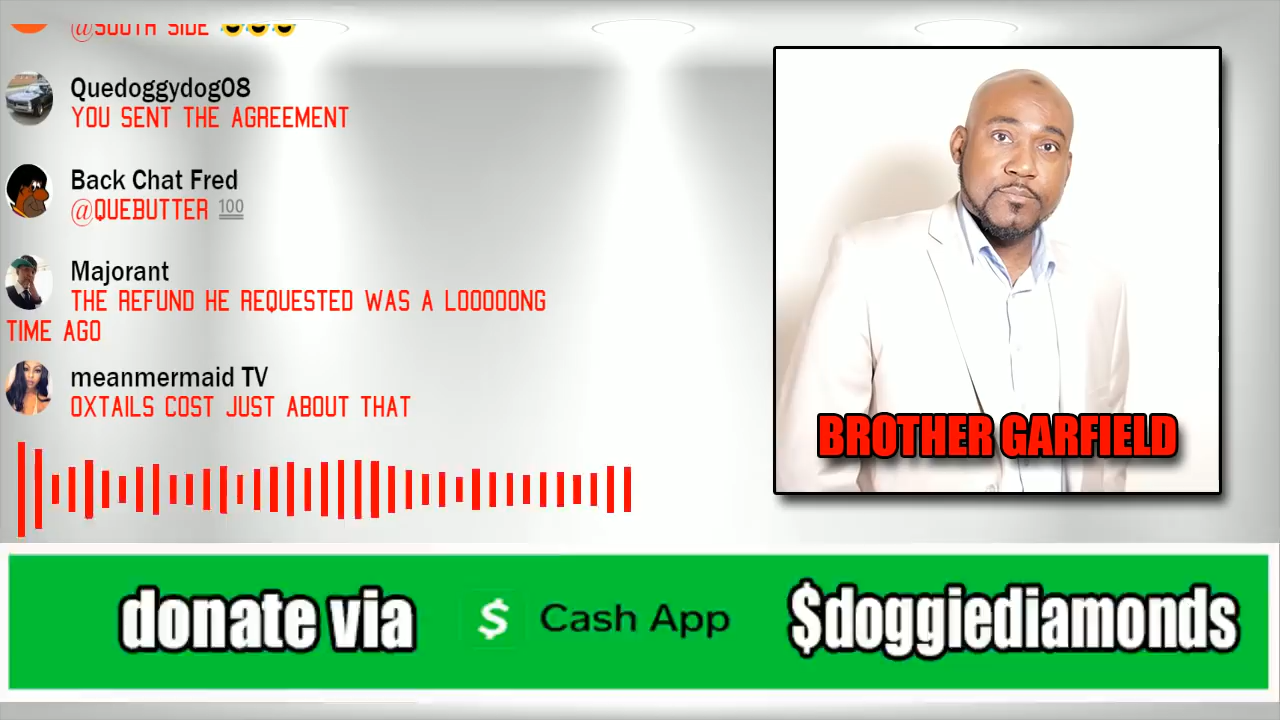 @SOUTH SIDE
Quedoggydog08
YOU SENT THE AGREEMENT
Back Chat Fred
@QUEBUTTER 💯
Majorant
THE REFUND HE REQUESTED WAS A LOOOOONG
TIME AGO
meanmermaid TV
OXTAILS COST JUST ABOUT THAT
BROTHER GARFIELD
donate via $ Cash App $doggiediamonds